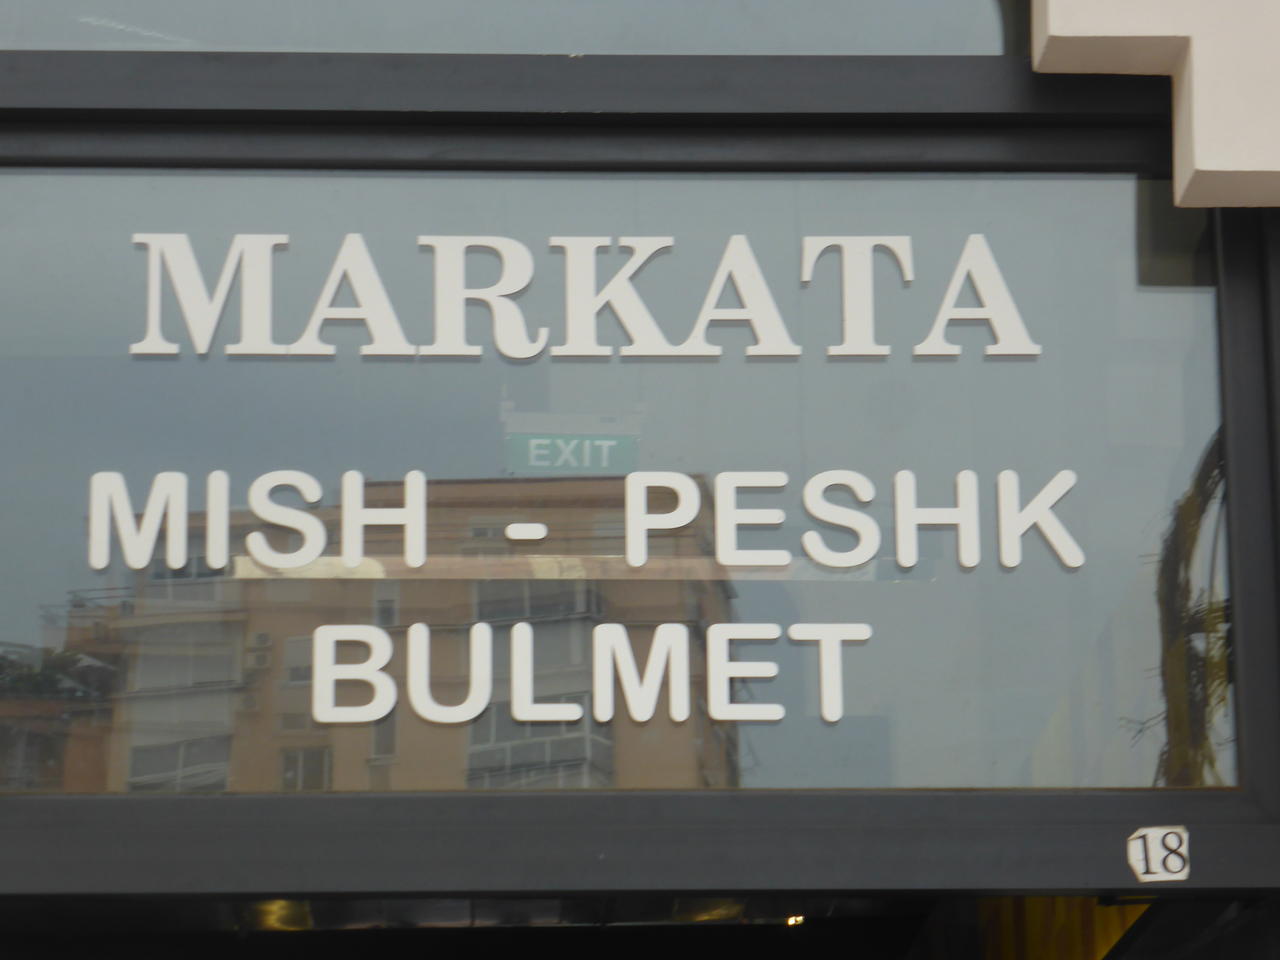 MARKATA
EXIT
MISH - PESHK
BULMET
18